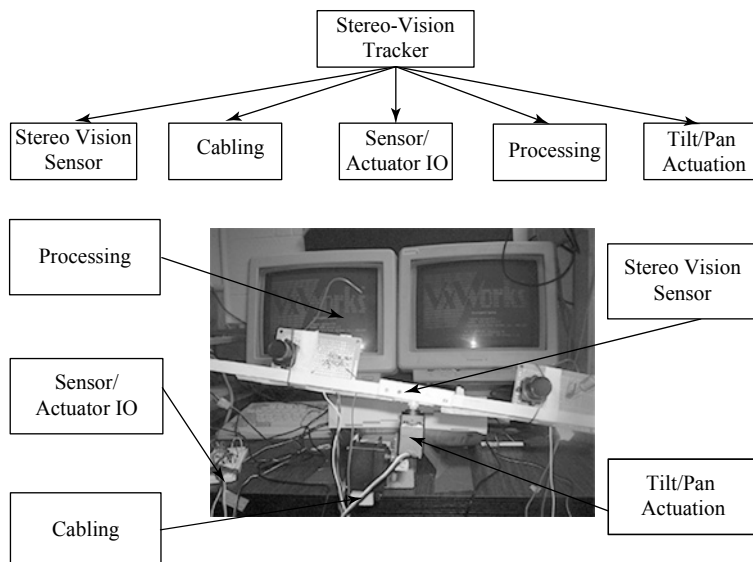 Stereo-Vision
Tracker
Stereo Vision
Sensor
Cabling
Sensor/
Actuator IO
Processing
Tilt/Pan
Actuation
Processing
Stereo Vision
Sensor
VxWorks
VxWorks
Sensor/
Actuator IO
Tilt/Pan
Actuation
Cabling